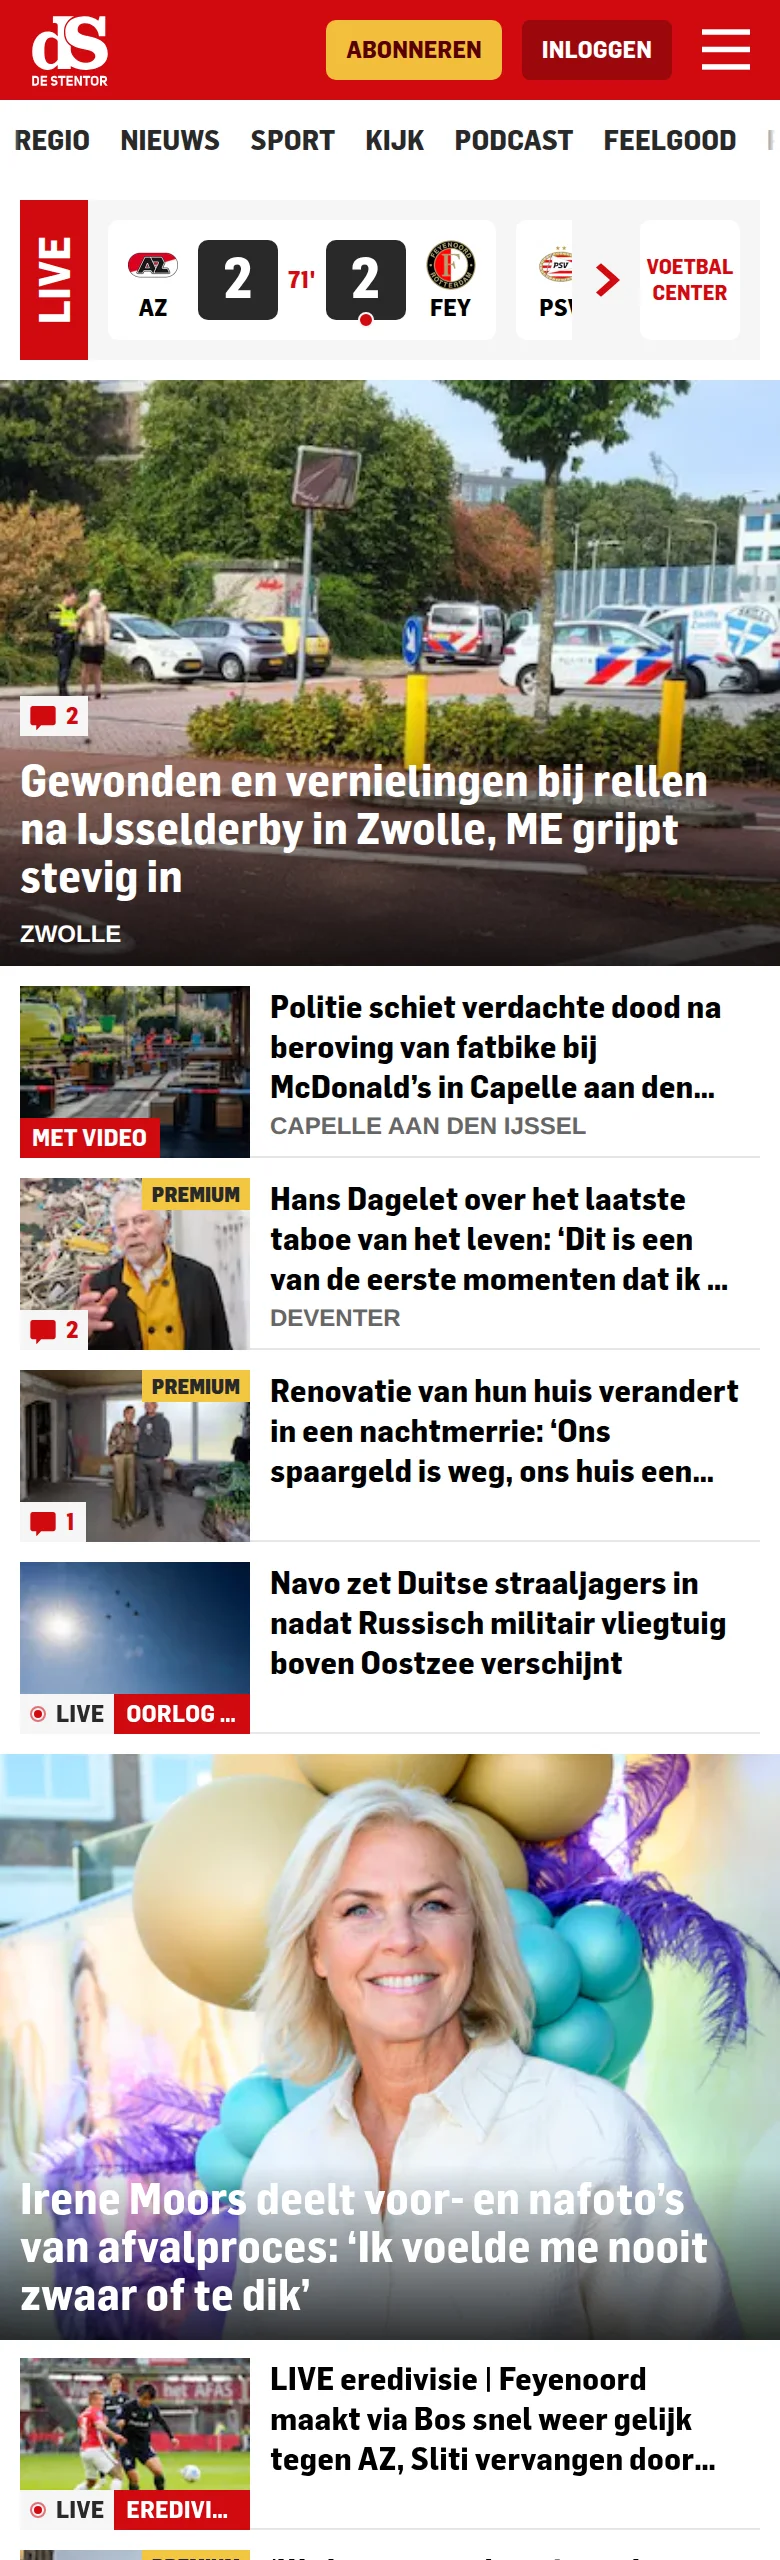 dS
DE STENTOR
ABONNEREN
INLOGGEN
REGIO NIEUWS SPORT KIJK PODCAST FEELGOOD
LIVE
AZ
2
71'
2
FEY
PSV
VOETBAL
CENTER
2
Gewonden en vernielingen bij rellen
na IJsselderby in Zwolle, ME grijpt
stevig in
ZWOLLE
Politie schiet verdachte dood na
beroving van fatbike bij
McDonald’s in Capelle aan den...
CAPELLE AAN DEN IJSSEL
MET VIDEO
PREMIUM
Hans Dagelet over het laatste
taboe van het leven: ‘Dit is een
van de eerste momenten dat ik ...
DEVENTER
2
PREMIUM
Renovatie van hun huis verandert
in een nachtmerrie: ‘Ons
spaargeld is weg, ons huis een...
1
Navo zet Duitse straaljagers in
nadat Russisch militair vliegtuig
boven Oostzee verschijnt
LIVE OORLOG ...
Irene Moors deelt voor- en nafoto’s
van afvalproces: ‘Ik voelde me nooit
zwaar of te dik’
LIVE eredivisie | Feyenoord
maakt via Bos snel weer gelijk
tegen AZ, Sliti vervangen door...
LIVE EREDIVI...
PREMIUM